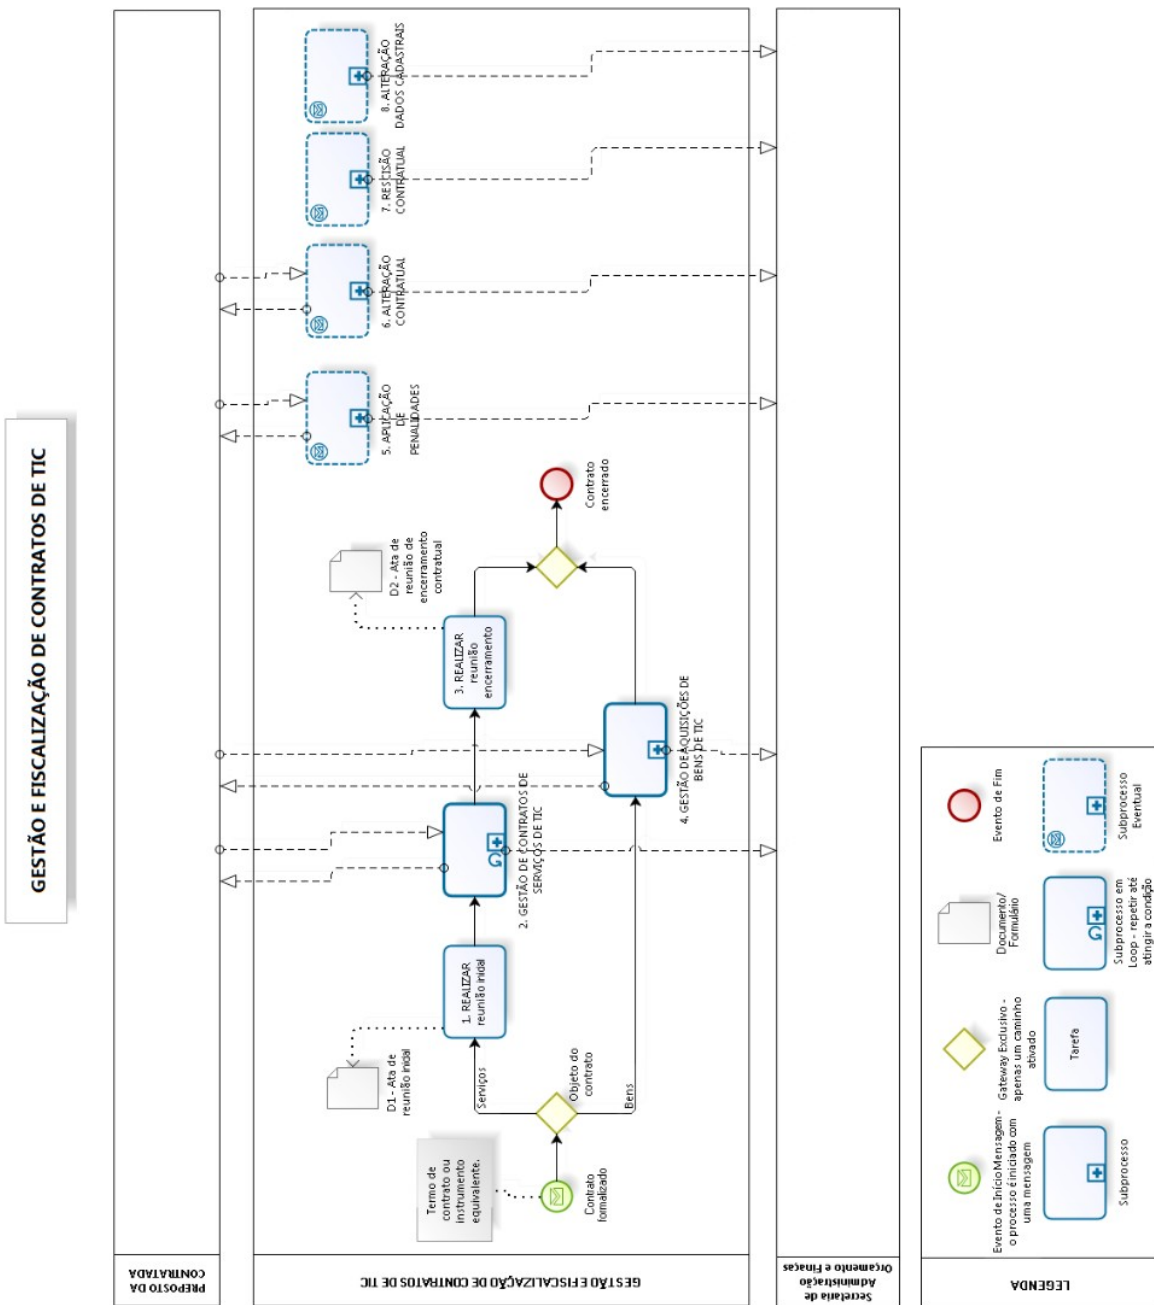 GESTÃO E FISCALIZAÇÃO DE CONTRATOS DE TIC
PREPOSTO DA
CONTRATADA
GESTÃO E FISCALIZAÇÃO DE CONTRATOS DE TIC
Termo de
contrato ou
instrumento
equivalente.
Contrato
formalizado
Objeto do
contrato
Serviços
Bens
D1 - Ata de
reunião inicial
1. REALIZAR
reunião inicial
2. GESTÃO DE CONTRATOS DE
SERVIÇOS DE TIC
3. REALIZAR
reunião
encerramento
D2 - Ata de
reunião de
encerramento
contratual
4. GESTÃO DE AQUISIÇÕES DE
BENS DE TIC
Contrato
encerrado
5. APLICAÇÃO
DE
PENALIDADES
6. ALTERAÇÃO
CONTRATUAL
7. RESCISÃO
CONTRATUAL
8. ALTERAÇÃO
DADOS CADASTRAIS
Secretaria de
Administração
Orçamento e Finaças
LEGENDA
Evento de Início Mensagem -
o processo é iniciado com
uma mensagem
Gateway Exclusivo -
apenas um caminho
ativado
Documento/
Formulário
Evento de Fim
Subprocesso
Tarefa
Subprocesso em
Loop - repetir até
atingir a condição
Subprocesso
Eventual